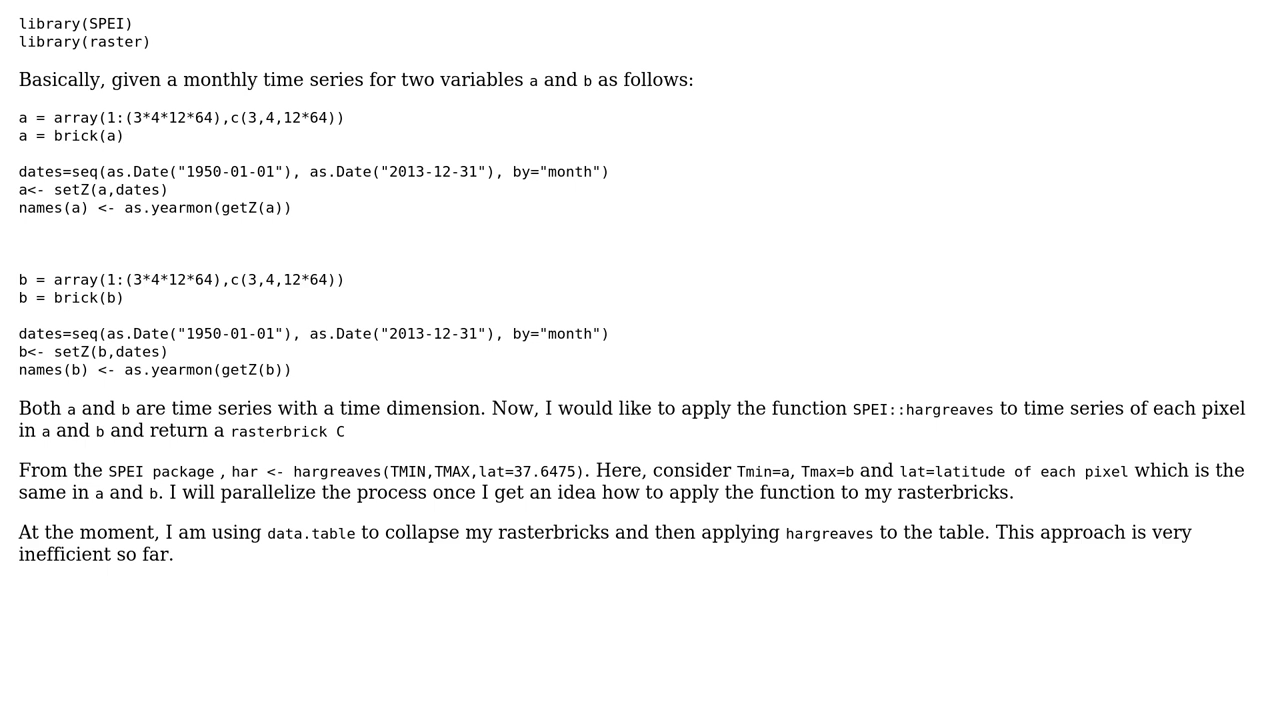 library(SPEI)
library(raster)
Basically, given a monthly time series for two variables a and b as follows:
a = array(1:(3*4*12*64),c(3,4,12*64))
a = brick(a)
dates=seq(as.Date("1950-01-01"), as.Date("2013-12-31"), by="month")
a<- setZ(a,dates)
names(a) <- as.yearmon(getZ(a))
b = array(1:(3*4*12*64),c(3,4,12*64))
b = brick(b)
dates=seq(as.Date("1950-01-01"), as.Date("2013-12-31"), by="month")
b<- setZ(b,dates)
names(b) <- as.yearmon(getZ(b))
Both a and b are time series with a time dimension. Now, I would like to apply the function SPEI::hargreaves to time series of each pixel
in a and b and return a rasterbrick C
From the SPEI package , har <- hargreaves(TMIN,TMAX,lat=37.6475). Here, consider Tmin=a, Tmax=b and lat=latitude of each pixel which is the
same in a and b. I will parallelize the process once I get an idea how to apply the function to my rasterbricks.
At the moment, I am using data.table to collapse my rasterbricks and then applying hargreaves to the table. This approach is very
inefficient so far.